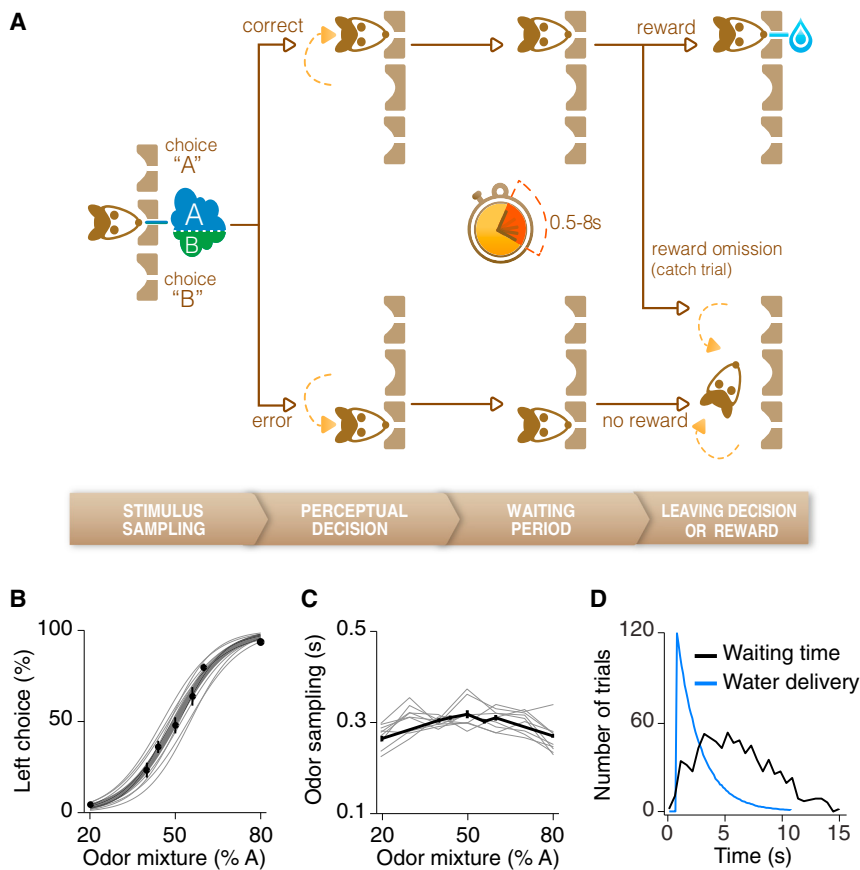 A
correct
reward
choice
"A"
A
B
choice
"B"
0.5-8s
reward omission
(catch trial)
error
no reward
STIMULUS
SAMPLING
PERCEPTUAL
DECISION
WAITING
PERIOD
LEAVING DECISION
OR REWARD
B
100
50
0
Left choice (%)
20
50
80
Odor mixture (% A)
C
0.5
0.3
0.1
Odor sampling (s)
20
50
80
Odor mixture (% A)
D
120
60
0
Number of trials
Waiting time
Water delivery
0
5
10
15
Time (s)